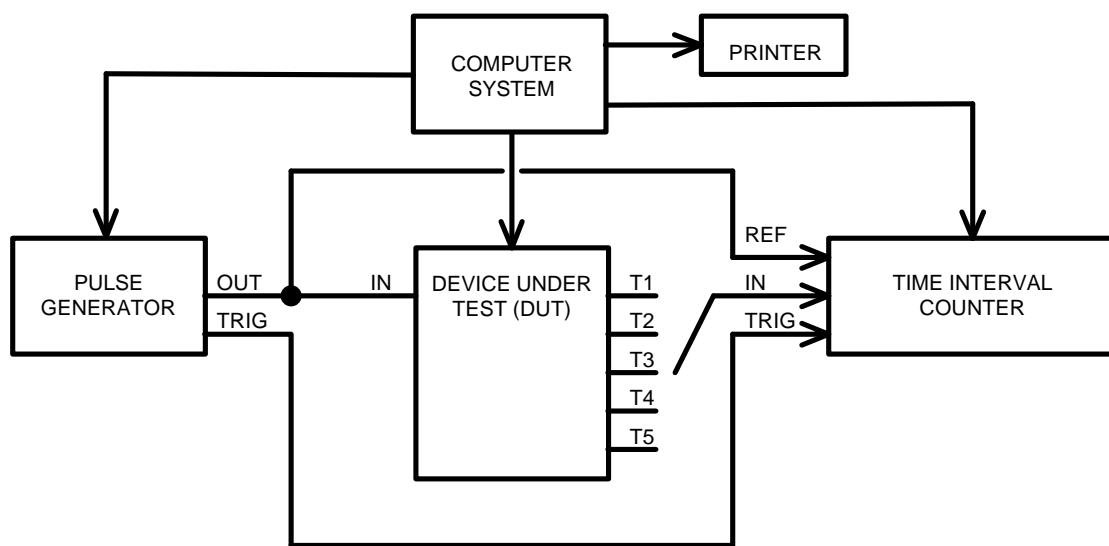 COMPUTER
SYSTEM
PRINTER
PULSE
GENERATOR
OUT
TRIG
IN
DEVICE UNDER
TEST (DUT)
T1
T2
T3
T4
T5
REF
IN
TRIG
TIME INTERVAL
COUNTER